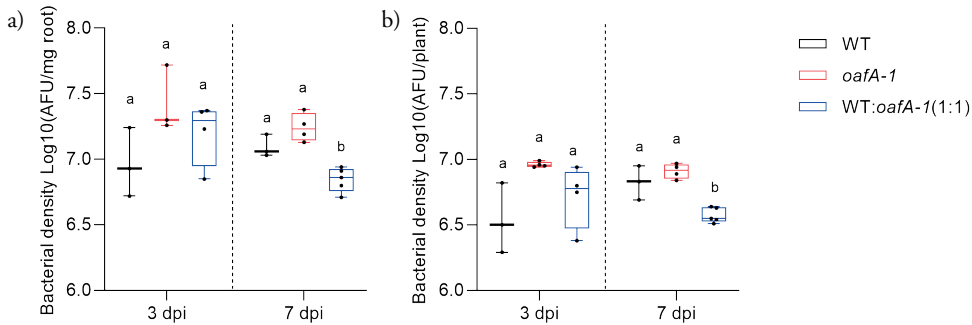 a)
Bacterial density Log10(AFU/mg root)
8.0
7.5
7.0
6.5
6.0
a
a
a
a
a
b
3 dpi
7 dpi
b)
Bacterial density Log10(AFU/plant)
8.0
7.5
7.0
6.5
6.0
a
a
a
a
a
b
3 dpi
7 dpi
WT
oafA-1
WT:oafA-1(1:1)